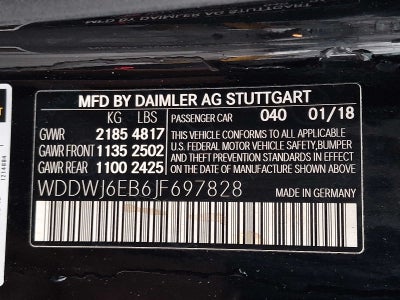 MFD BY DAIMLER AG STUTTGART
KG LBS PASSENGER CAR 040 01/18
GWR 2185 4817 THIS VEHICLE CONFORMS TO ALL APPLICABLE
GAWR FRONT 1135 2502 U.S. FEDERAL MOTOR VEHICLE SAFETY, BUMPER
GAWR REAR 1100 2425 AND THEFT PREVENTION STANDARDS IN EFFECT
ON THE DATE OF MANUFACTURE SHOWN ABOVE.
WDDWJ6EB6JF697828 MADE IN GERMANY